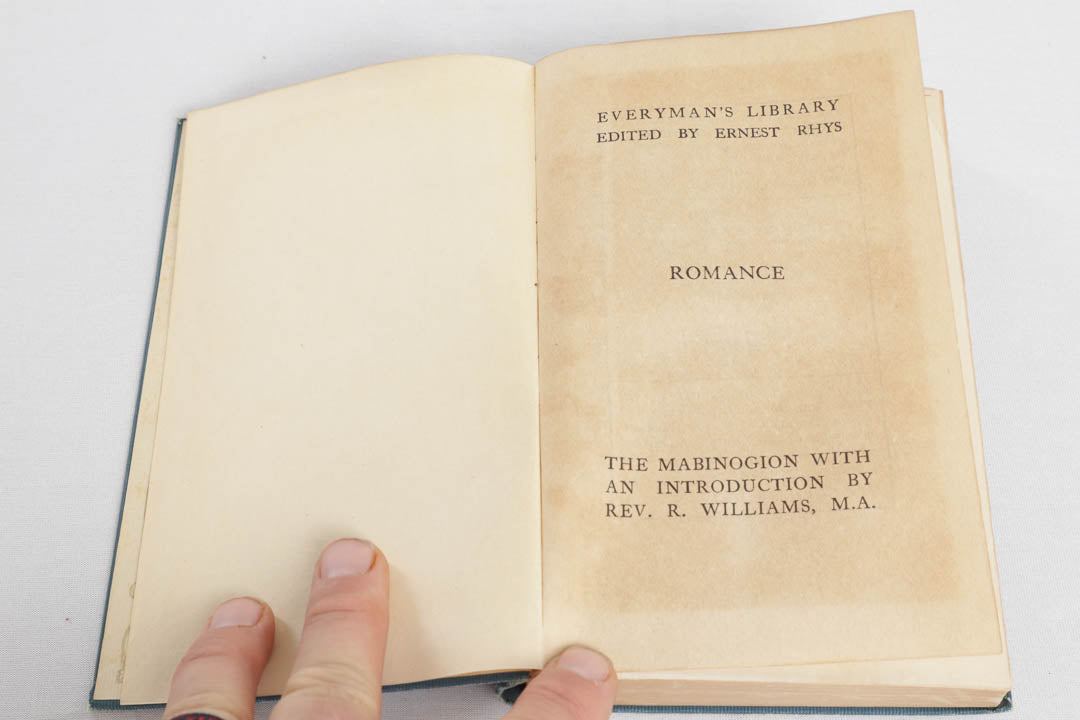 EVERYMAN'S LIBRARY
EDITED BY ERNEST RHYS
ROMANCE
THE MABINOGION WITH
AN INTRODUCTION BY
REV. R. WILLIAMS, M.A.